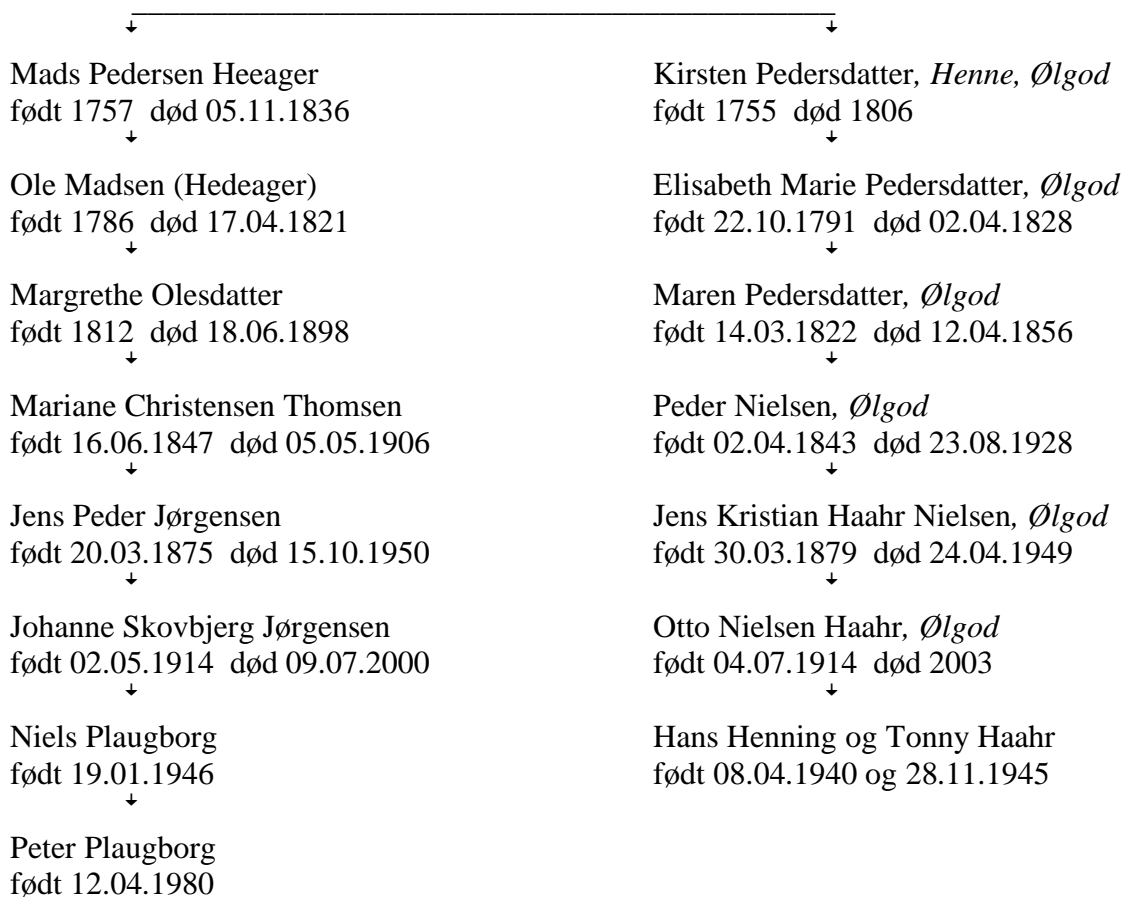 Mads Pedersen Heeager
født 1757 død 05.11.1836
Kirsten Pedersdatter, Henne, Ølgod
født 1755 død 1806
Ole Madsen (Hedeager)
født 1786 død 17.04.1821
Elisabeth Marie Pedersdatter, Ølgod
født 22.10.1791 død 02.04.1828
Margrethe Olesdatter
født 1812 død 18.06.1898
Maren Pedersdatter, Ølgod
født 14.03.1822 død 12.04.1856
Mariane Christensen Thomsen
født 16.06.1847 død 05.05.1906
Peder Nielsen, Ølgod
født 02.04.1843 død 23.08.1928
Jens Peder Jørgensen
født 20.03.1875 død 15.10.1950
Jens Kristian Haahr Nielsen, Ølgod
født 30.03.1879 død 24.04.1949
Johanne Skovbjerg Jørgensen
født 02.05.1914 død 09.07.2000
Otto Nielsen Haahr, Ølgod
født 04.07.1914 død 2003
Niels Plaugborg
født 19.01.1946
Hans Henning og Tonny Haahr
født 08.04.1940 og 28.11.1945
Peter Plaugborg
født 12.04.1980